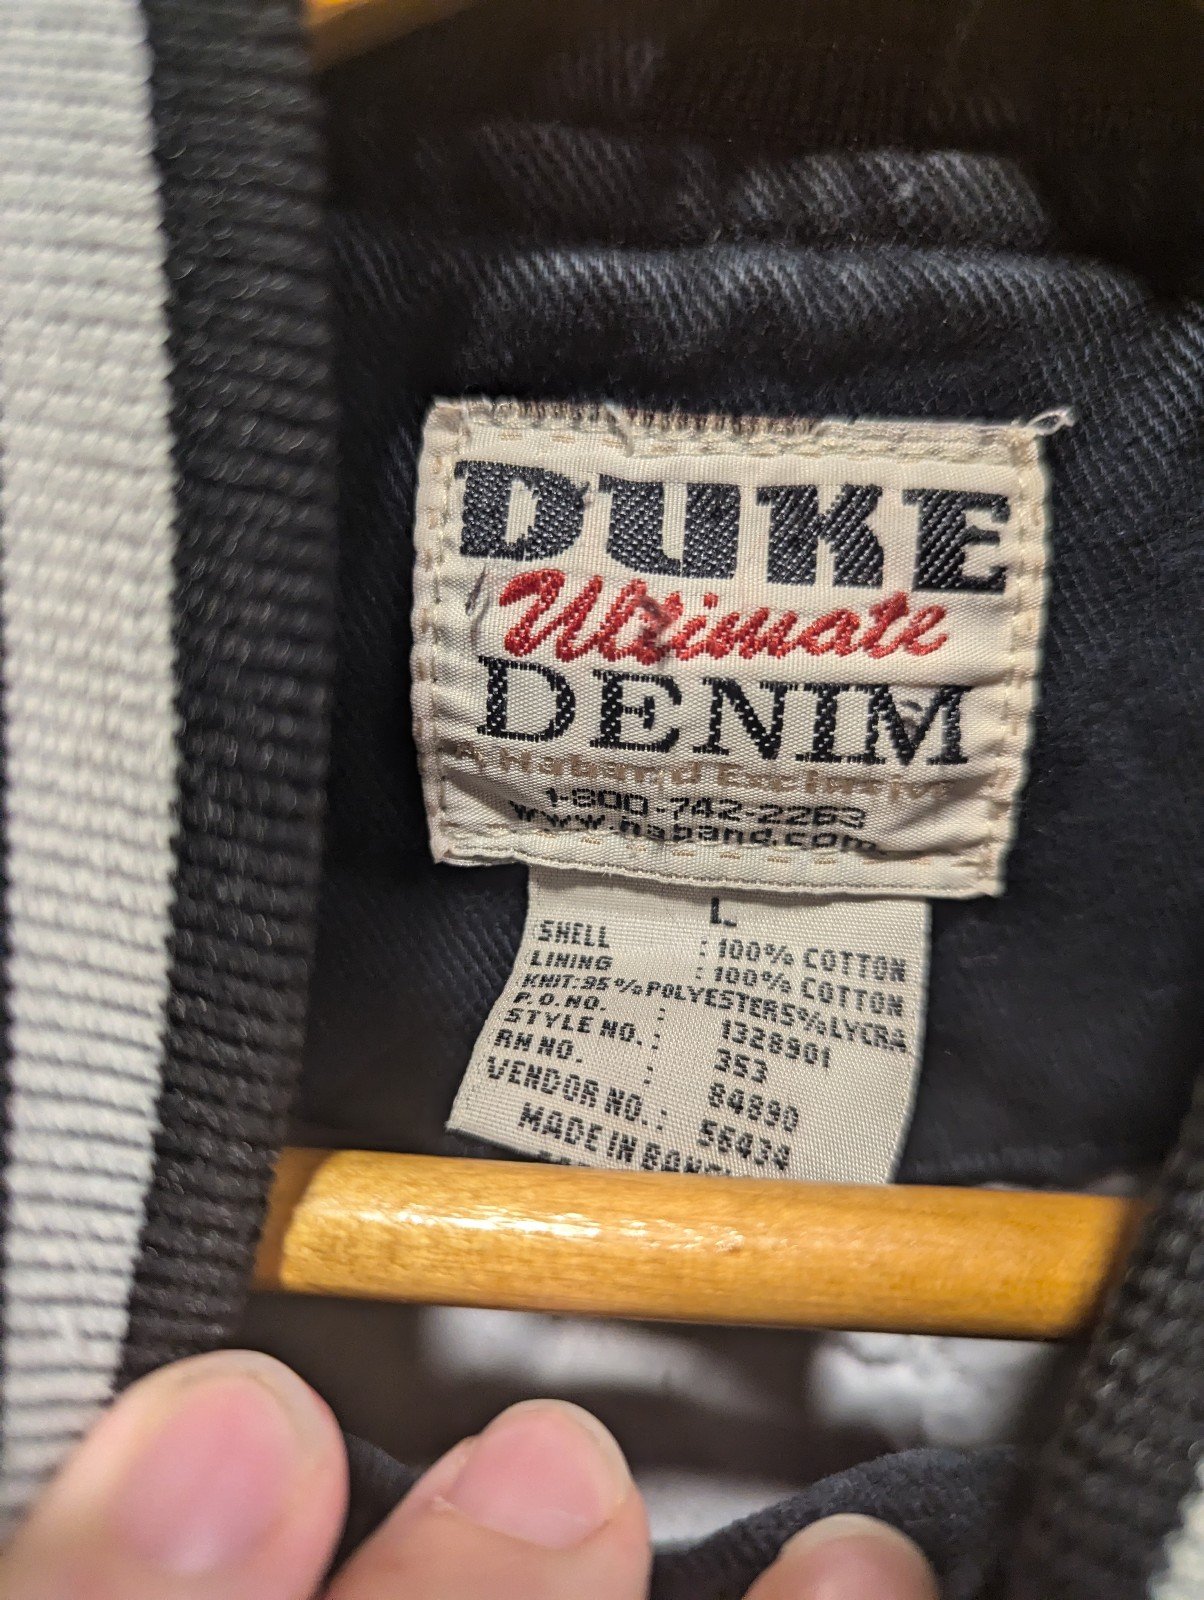 DUKE
Ultimate
DENIM
A Haband Exclusive
1-800-742-2263
www.haband.com
L
SHELL : 100% COTTON
LINING : 100% COTTON
KNIT:95%POLYESTER5%LYCRA
P.O.NO. : 1328901
STYLE NO. : 353
RN NO. : 84890
VENDOR NO. : 56434
MADE IN